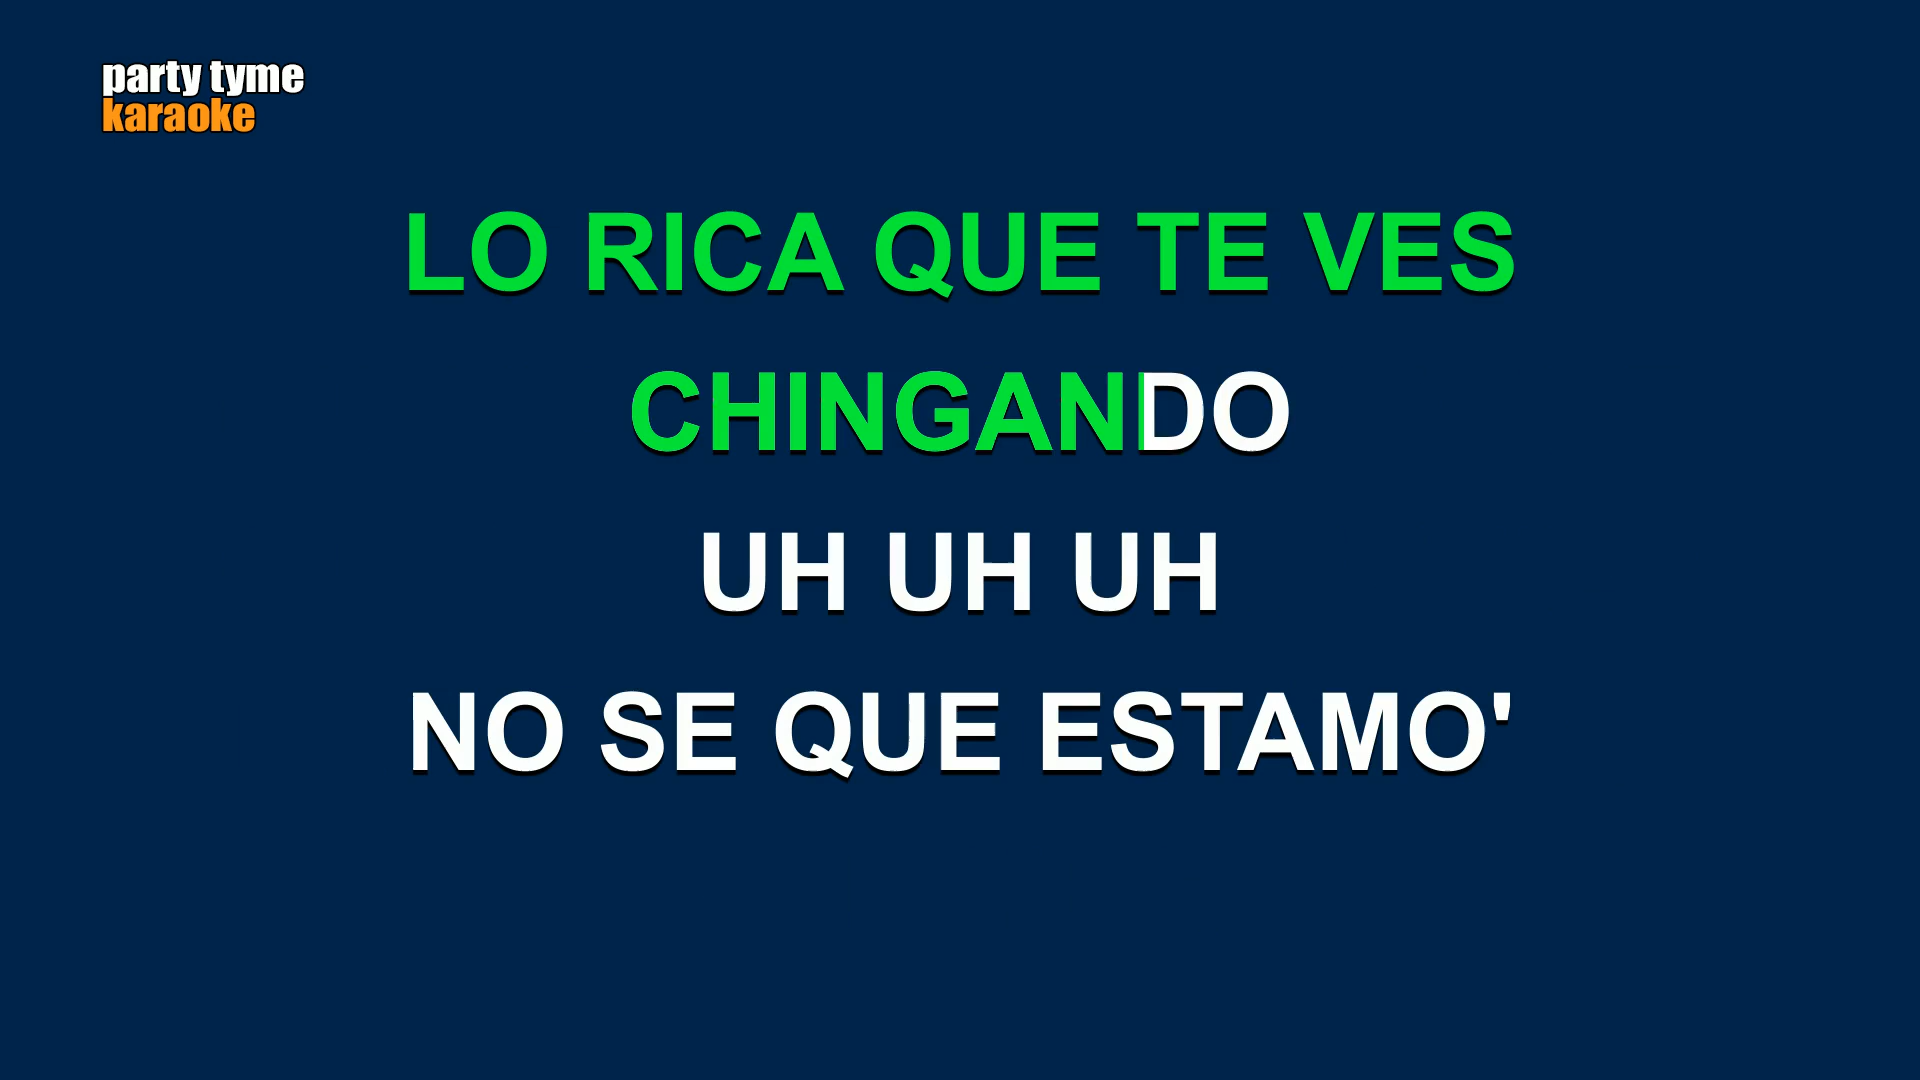 party tyme
karaoke
LO RICA QUE TE VES
CHINGANDO
UH UH UH
NO SE QUE ESTAMO'